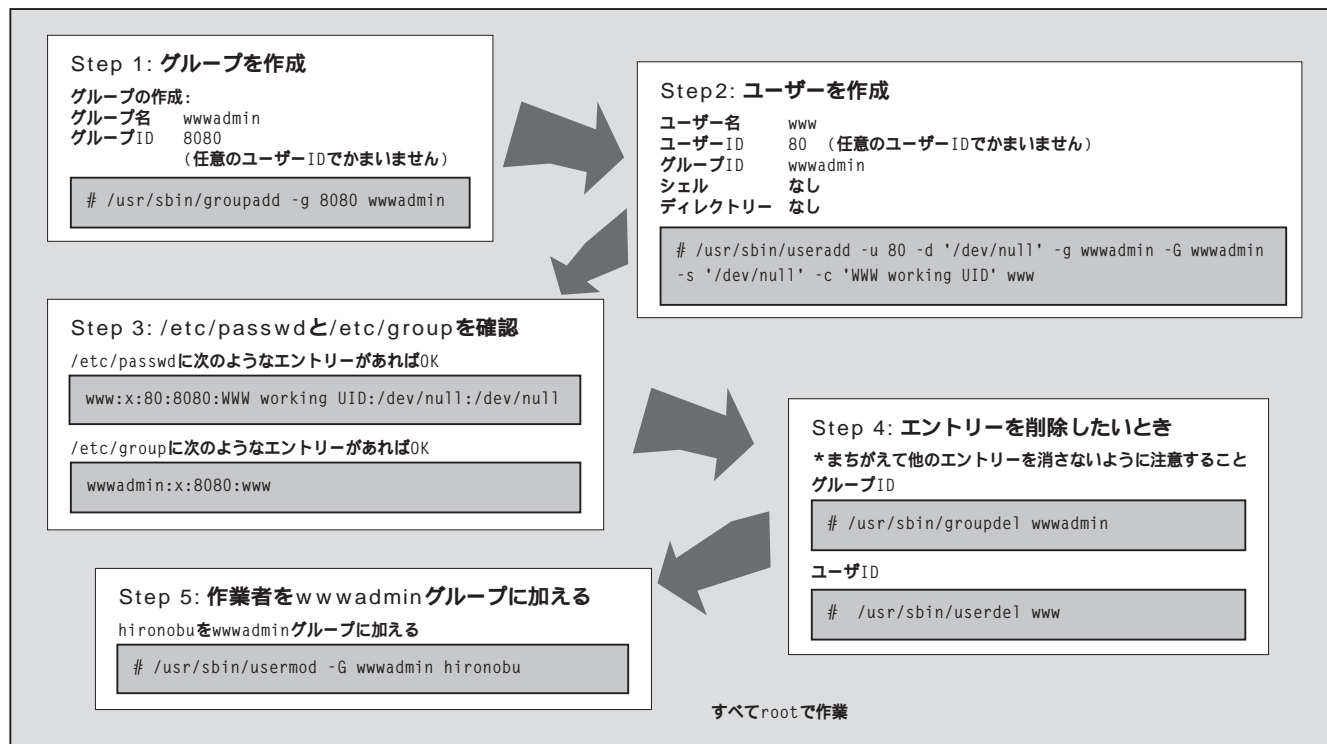 Step 1: グループを作成
グループの作成:
グループ名 wwwadmin
グループID 8080
(任意のユーザーIDでかまいません)
# /usr/sbin/groupadd -g 8080 wwwadmin
Step2: ユーザーを作成
ユーザー名 www
ユーザーID 80 (任意のユーザーIDでかまいません)
グループID wwwadmin
シェル なし
ディレクトリー なし
# /usr/sbin/useradd -u 80 -d '/dev/null' -g wwwadmin -G wwwadmin
-s '/dev/null' -c 'WWW working UID' www
Step 3: /etc/passwdと/etc/groupを確認
/etc/passwdに次のようなエントリーがあればOK
www:x:80:8080:WWW working UID:/dev/null:/dev/null
/etc/groupに次のようなエントリーがあればOK
wwwadmin:x:8080:www
Step 4: エントリーを削除したいとき
*まちがえて他のエントリーを消さないように注意すること
グループID
# /usr/sbin/groupdel wwwadmin
ユーザID
# /usr/sbin/userdel www
Step 5: 作業者をwwwadminグループに加える
hironobuをwwwadminグループに加える
# /usr/sbin/usermod -G wwwadmin hironobu
すべてrootで作業